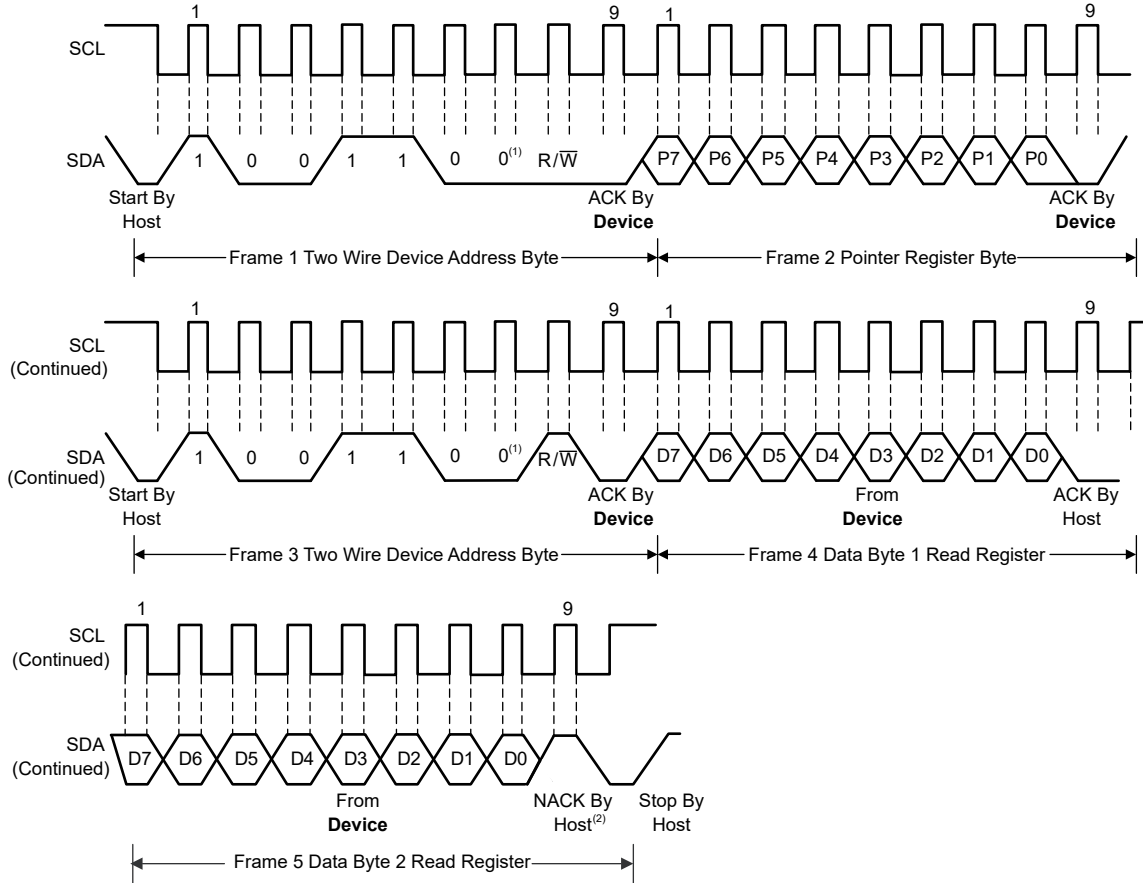 1 9 1 9
SCL
SDA
1 0 0 1 1 0 0(1) R/W̅ P7 P6 P5 P4 P3 P2 P1 P0
Start By
Host
ACK By
Device
ACK By
Device
Frame 1 Two Wire Device Address Byte
Frame 2 Pointer Register Byte
1 9 1 9
SCL
(Continued)
SDA
(Continued)
1 0 0 1 1 0 0(1) R/W̅ D7 D6 D5 D4 D3 D2 D1 D0
Start By
Host
ACK By
Device
From
Device
ACK By
Host
Frame 3 Two Wire Device Address Byte
Frame 4 Data Byte 1 Read Register
1 9
SCL
(Continued)
SDA
(Continued)
D7 D6 D5 D4 D3 D2 D1 D0
From
Device
NACK By
Host(2)
Stop By
Host
Frame 5 Data Byte 2 Read Register